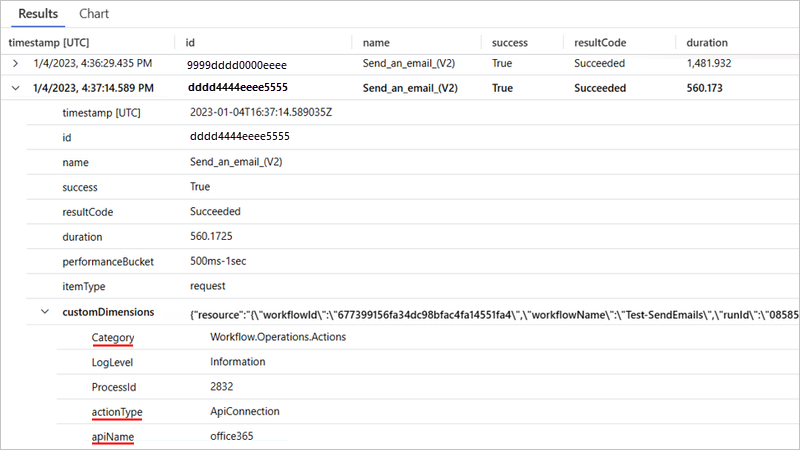 Results Chart
timestamp [UTC] id name success resultCode duration
1/4/2023, 4:36:29.435 PM 9999dddd0000eeee Send_an_email_(V2) True Succeeded 1,481.932
1/4/2023, 4:37:14.589 PM dddd4444eeee5555 Send_an_email_(V2) True Succeeded 560.173
timestamp [UTC] 2023-01-04T16:37:14.589035Z
id dddd4444eeee5555
name Send_an_email_(V2)
success True
resultCode Succeeded
duration 560.1725
performanceBucket 500ms-1sec
itemType request
customDimensions {"resource":"{\"workflowId\":\"677399156fa34dc98bfac4fa14551fa4\",\"workflowName\":\"Test-SendEmails\",\"runId\":\"08585
Category Workflow.Operations.Actions
LogLevel Information
ProcessId 2832
actionType ApiConnection
apiName office365